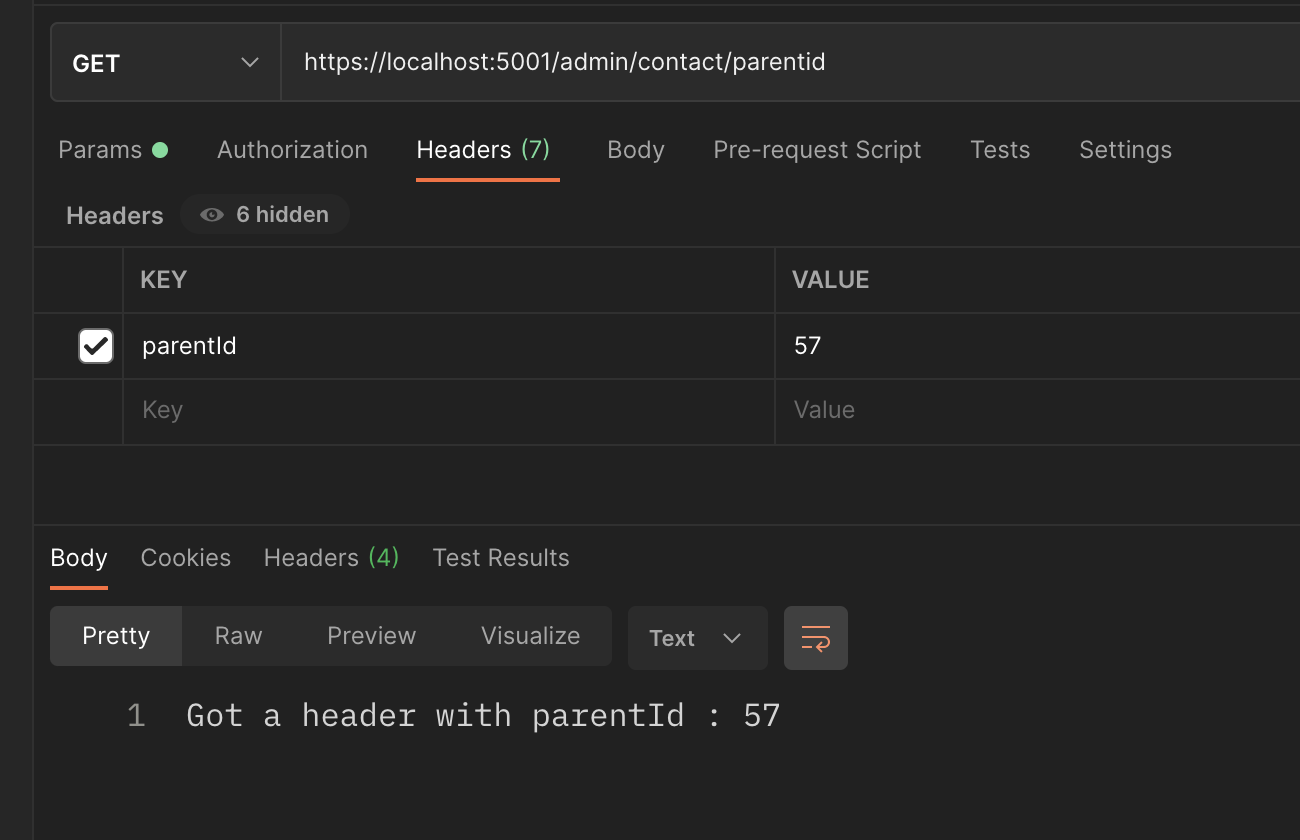 GET https://localhost:5001/admin/contact/parentid
Params Authorization Headers (7) Body Pre-request Script Tests Settings
Headers 6 hidden
KEY VALUE
parentId 57
Key Value
Body Cookies Headers (4) Test Results
Pretty Raw Preview Visualize Text
1 Got a header with parentId : 57